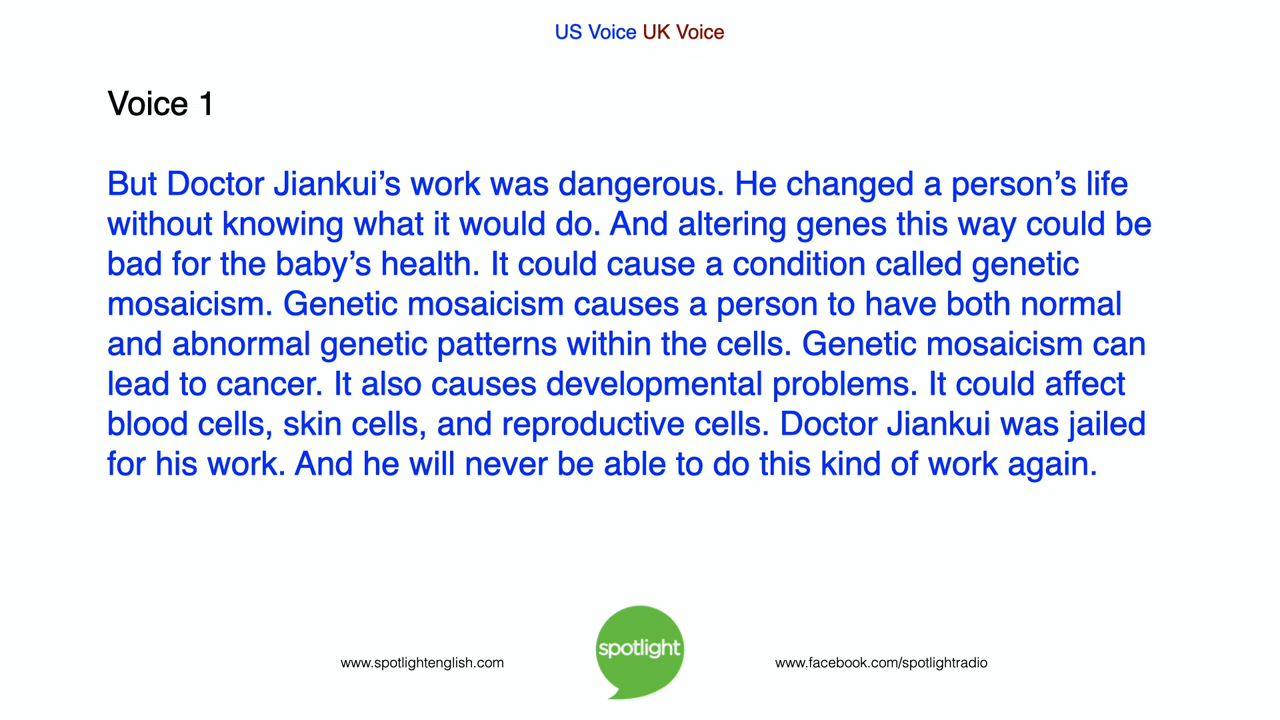 US Voice UK Voice
Voice 1
But Doctor Jiankui’s work was dangerous. He changed a person’s life
without knowing what it would do. And altering genes this way could be
bad for the baby’s health. It could cause a condition called genetic
mosaicism. Genetic mosaicism causes a person to have both normal
and abnormal genetic patterns within the cells. Genetic mosaicism can
lead to cancer. It also causes developmental problems. It could affect
blood cells, skin cells, and reproductive cells. Doctor Jiankui was jailed
for his work. And he will never be able to do this kind of work again.
spotlight
www.spotlightenglish.com
www.facebook.com/spotlightradio